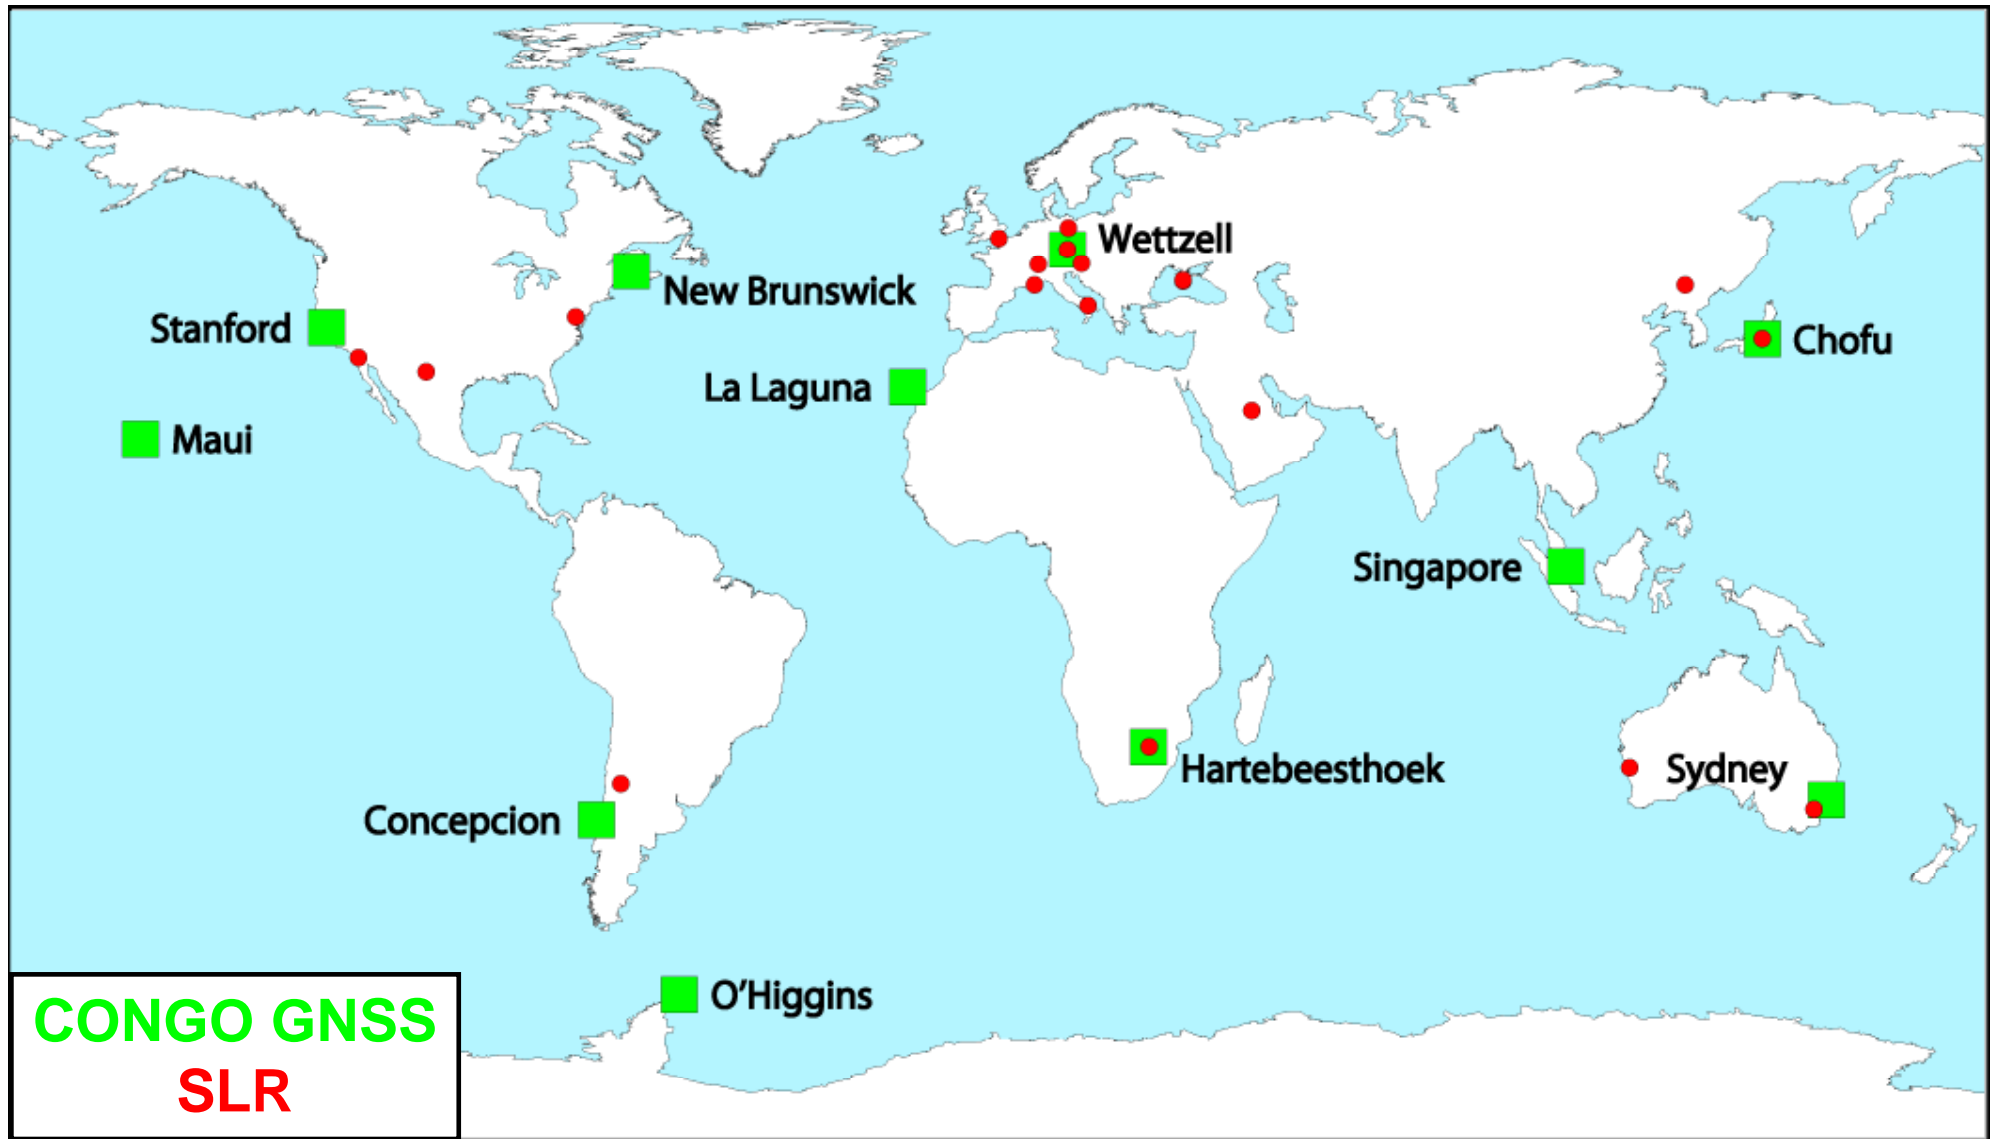 Wettzell
New Brunswick
Stanford
Chofu
La Laguna
Maui
Singapore
Hartebeesthoek
Sydney
Concepcion
O'Higgins
CONGO GNSS
SLR